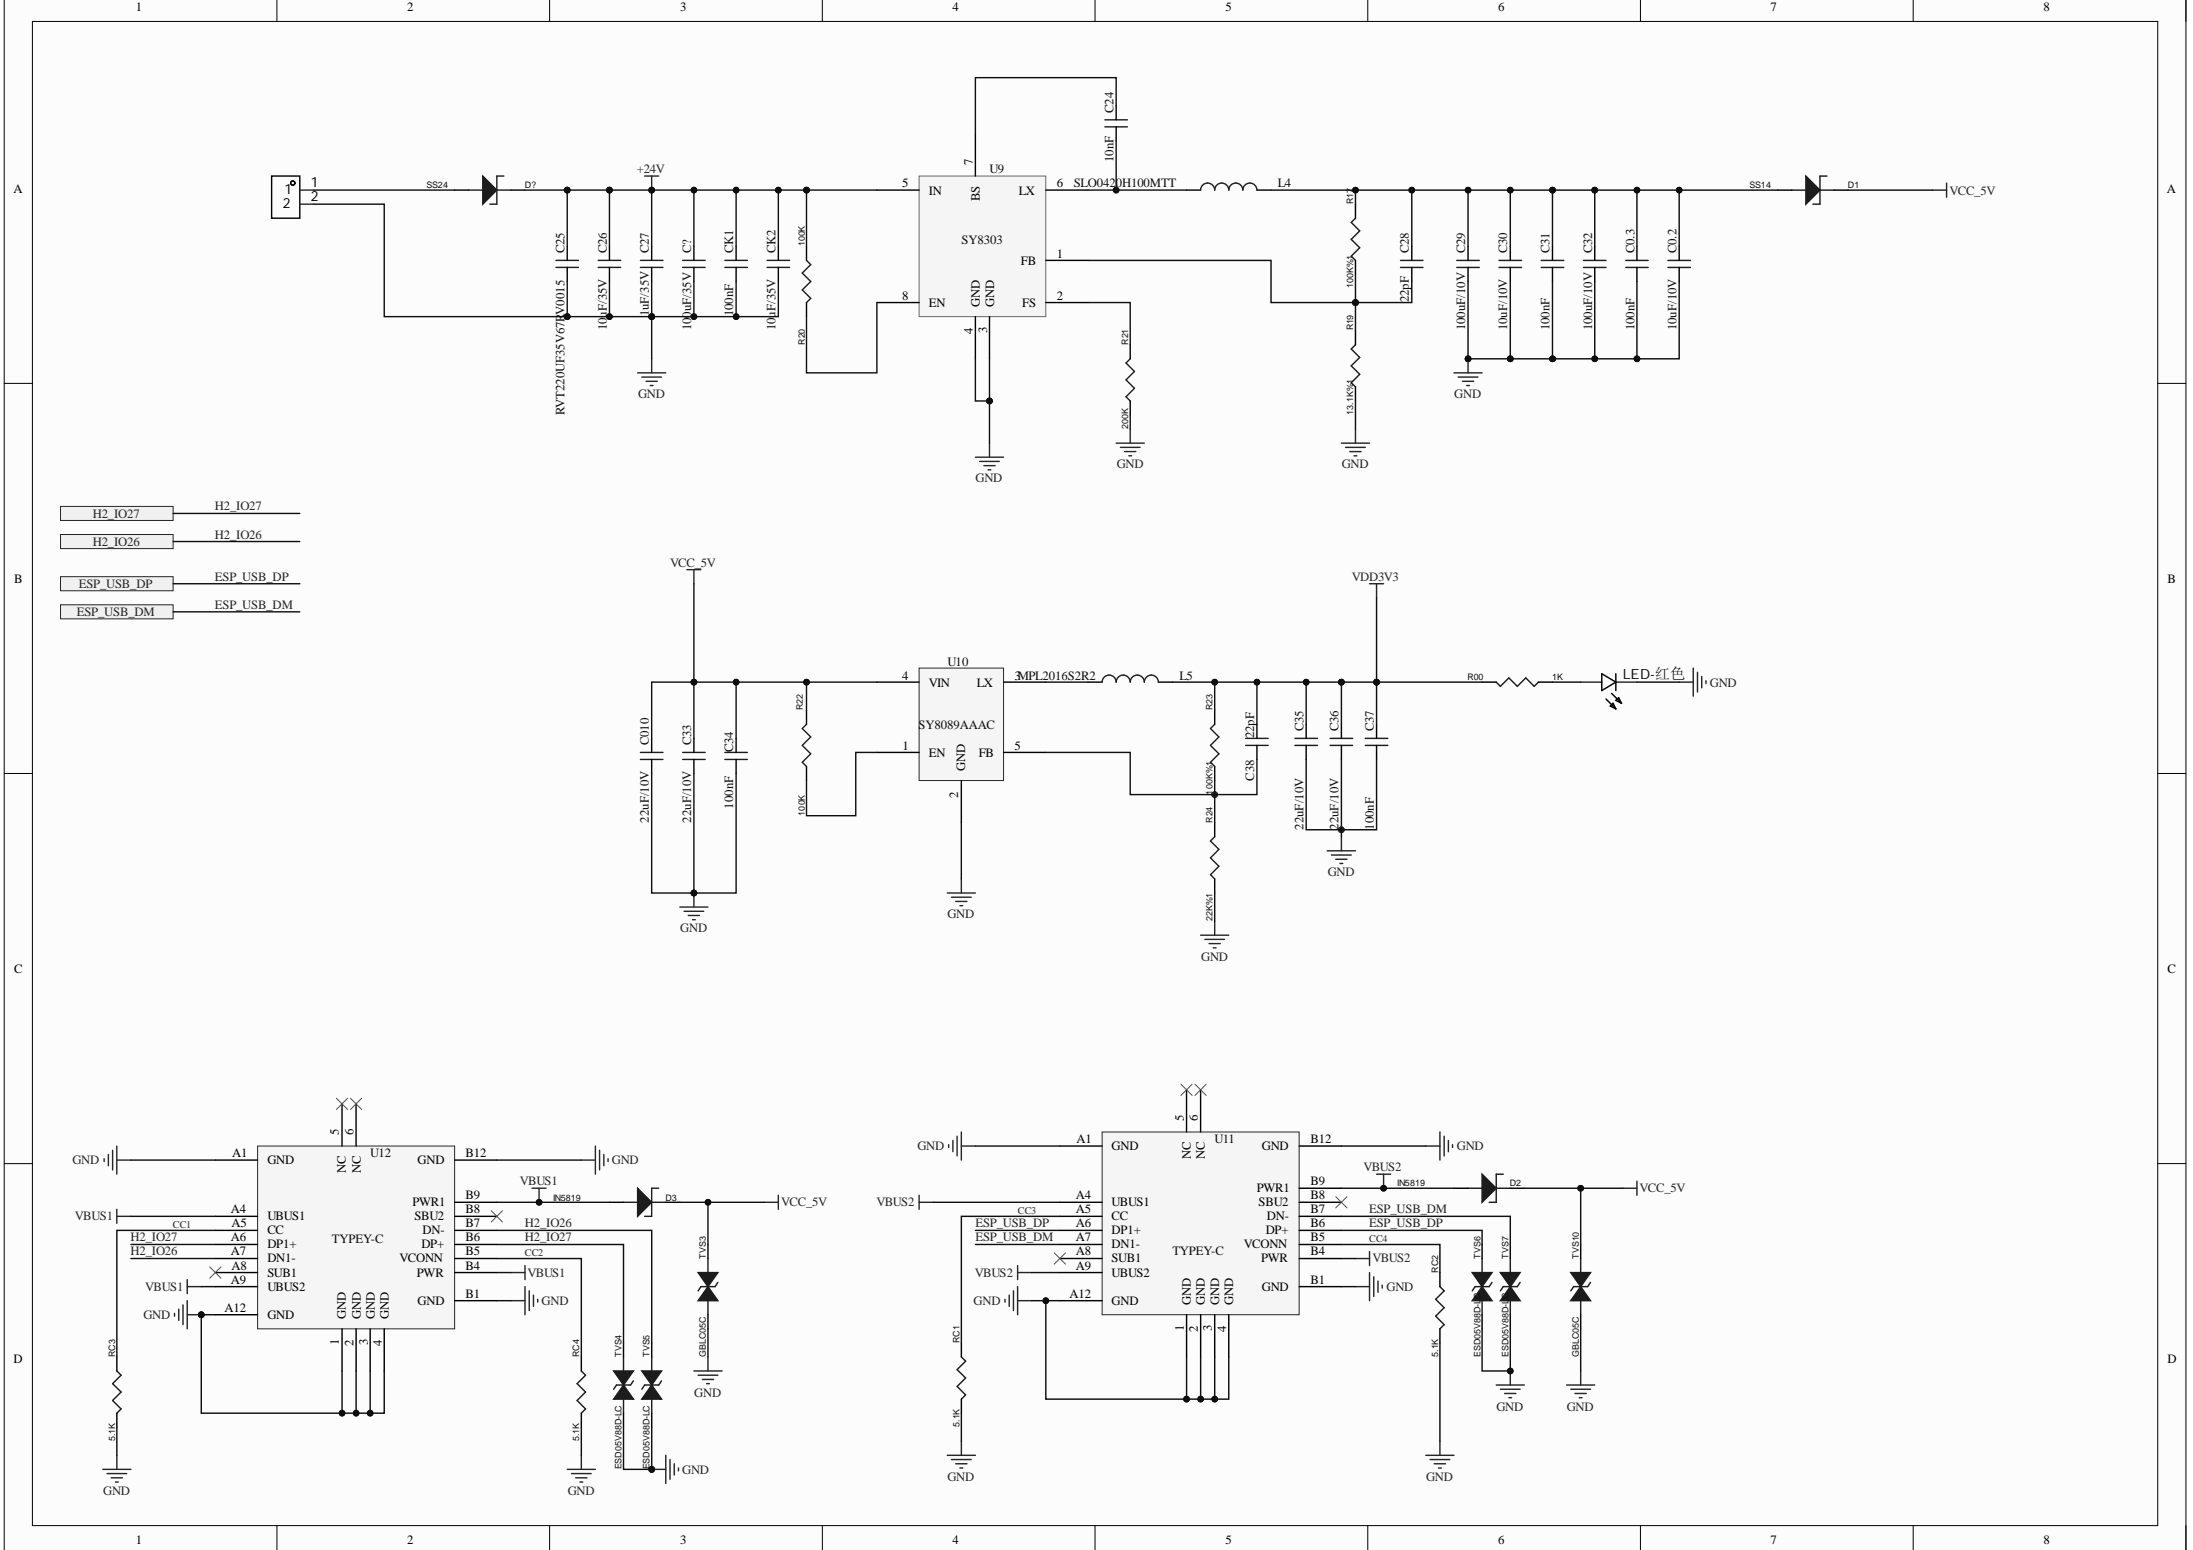 1 2 3 4 5 6 7 8
A
A
C24
10nF
7
U9
+24V
1 1
2 2
SS24 D?
5 IN BS LX 6 SLO0420H100MTT L4
SS14 D1 VCC_5V
SY8303
FB 1
8 EN GND GND FS 2
4 3
C25 RVT220UF35V67RV0015
C26 10uF/35V
C27 1uF/35V
C? 100uF/35V
CK1 100nF
CK2 10uF/35V
100K R20
R21 200K
R17 100K%1
R19 13.1K%1
C28 22pF
C29 100uF/10V
C30 10uF/10V
C31 100nF
C32 100uF/10V
C0.3 100nF
C0.2 10uF/10V
GND GND GND GND GND
H2_IO27 H2_IO27
H2_IO26 H2_IO26
ESP_USB_DP ESP_USB_DP
ESP_USB_DM ESP_USB_DM
B
B
VCC_5V
VDD3V3
U10
4 VIN LX 3 MPL2016S2R2 L5
SY8089AAAC
1 EN GND FB 5
2
C010 22uF/10V
C33 22uF/10V
C34 100nF
R22 100K
R23 100K%1
R24 22K%1
22pF C38
C35 22uF/10V
C36 22uF/10V
C37 100nF
R00 1K LED-红色 GND
GND GND GND GND
C
C
5 6
NC NC U12
GND A1 GND GND B12 GND
PWR1 B9 VBUS1 IN5819 D3 VCC_5V
VBUS1 A4 UBUS1 SBU2 B8
CC1 A5 CC DN- B7 H2_IO26
H2_IO27 A6 DP1+ DP+ B6 H2_IO27
H2_IO26 A7 DN1- VCONN B5 CC2
A8 SUB1 PWR B4 VBUS1
VBUS1 A9 UBUS2 GND B1 GND
GND A12 GND
TYPEY-C
GND GND GND GND
1 2 3 4
RC3 5.1K
RC4 5.1K
TVS4 ESD05V88D-LC
TVS5 ESD05V88D-LC
TVS3 GBLC05C
GND GND GND GND
5 6
NC NC U11
GND A1 GND GND B12 GND
PWR1 B9 VBUS2 IN5819 D2 VCC_5V
VBUS2 A4 UBUS1 SBU2 B8
CC3 A5 CC DN- B7 ESP_USB_DM
ESP_USB_DP A6 DP1+ DP+ B6 ESP_USB_DP
ESP_USB_DM A7 DN1- VCONN B5 CC4
A8 SUB1 PWR B4 VBUS2
VBUS2 A9 UBUS2 GND B1 GND
GND A12 GND
TYPEY-C
GND GND GND GND
1 2 3 4
RC1 5.1K
RC2 5.1K
TVS6
TVS7
ESD05V88D-L
ESD05V88D-L
TVS10 GBLC05C
GND GND GND GND
D
D
1 2 3 4 5 6 7 8